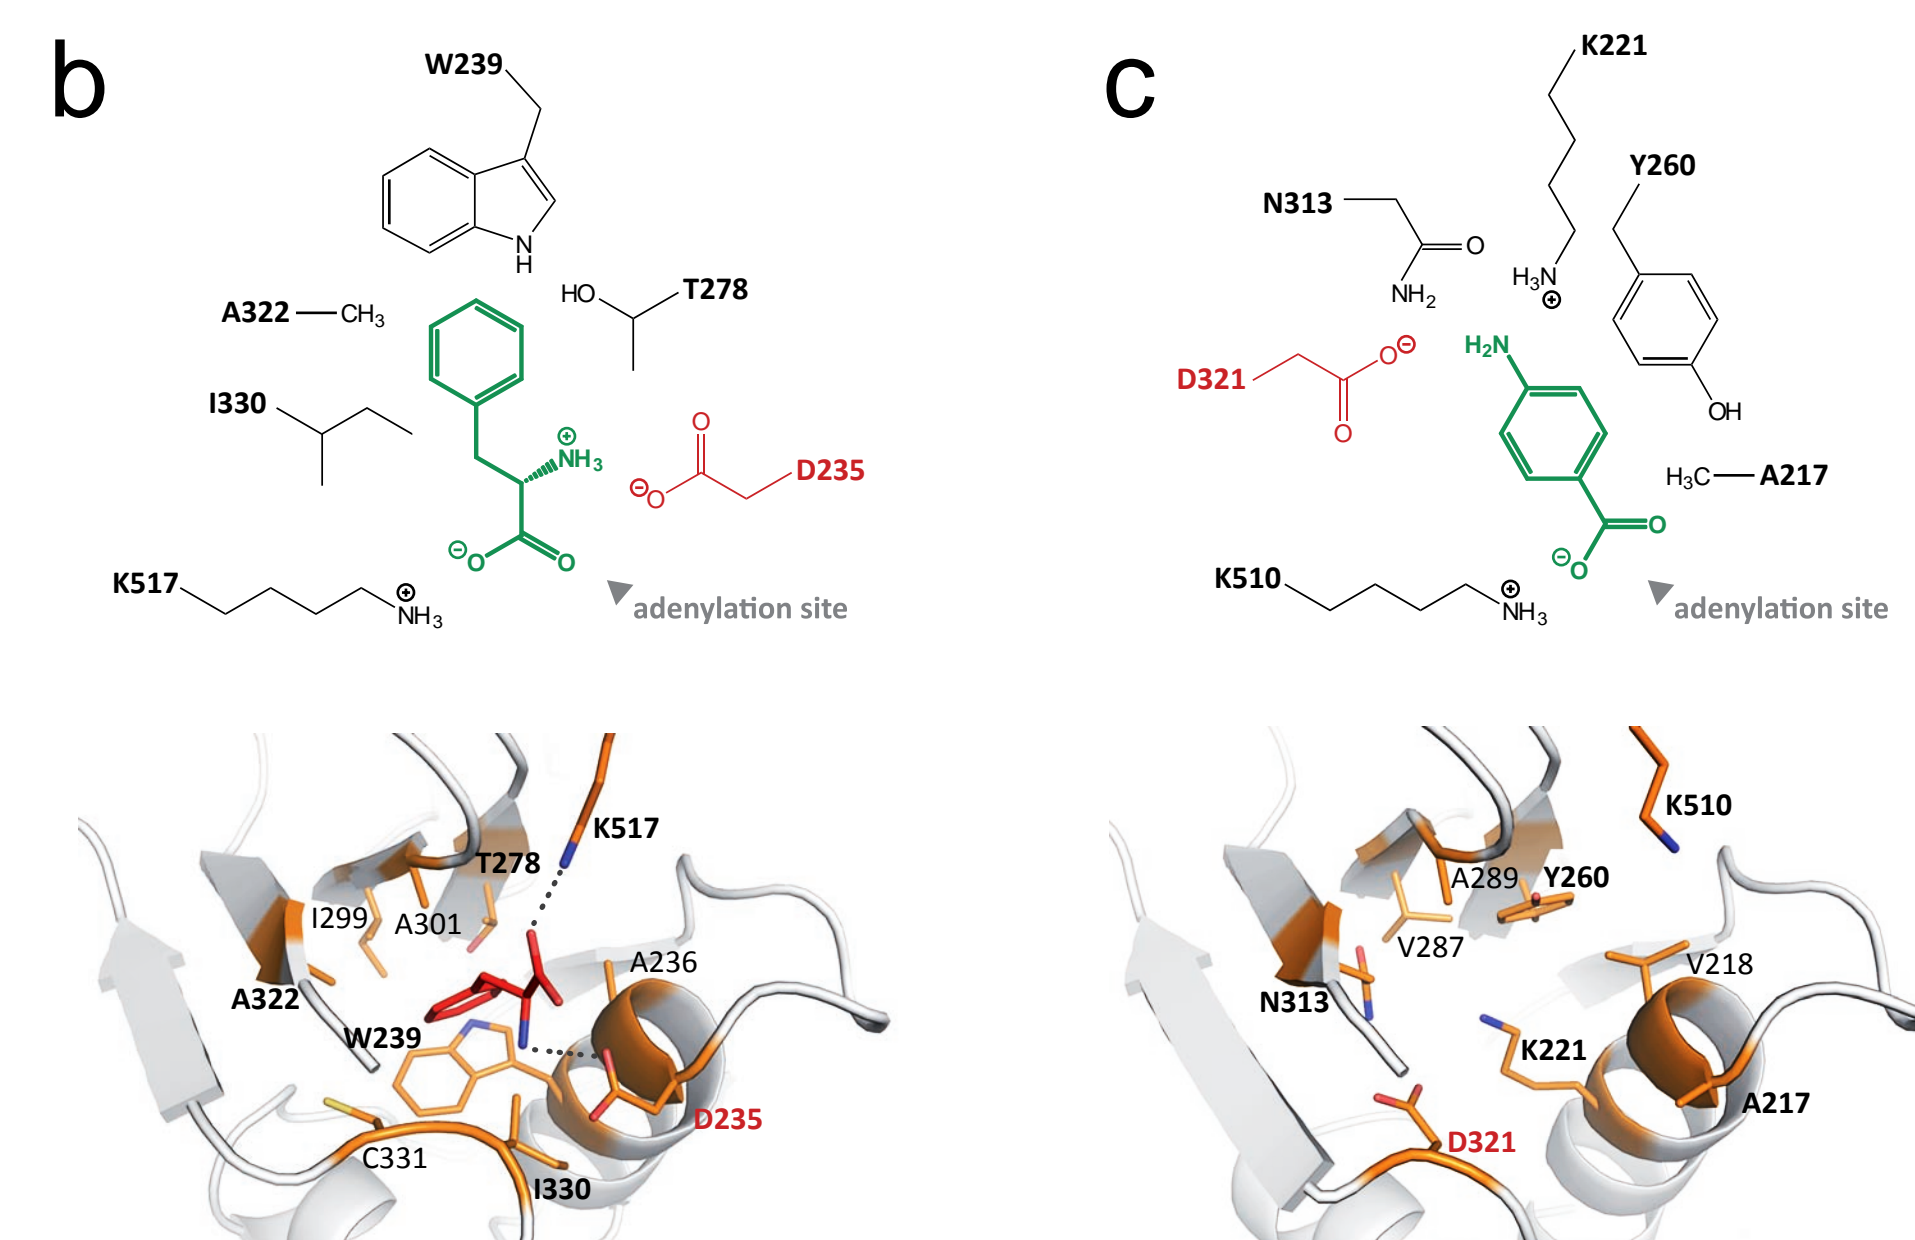 b
W239
N
H
A322
CH3
HO
T278
I330
⊕
NH3
O
D235
⊖
O
⊖
O
O
K517
⊕
NH3
adenylation site
T278
K517
I299
A301
A236
A322
W239
D235
C331
I330
c
K221
Y260
N313
O
H3N
⊕
NH2
H2N
O
⊖
D321
O
OH
H3C
A217
O
⊖
O
K510
⊕
NH3
adenylation site
K510
A289
Y260
V287
V218
N313
K221
A217
D321